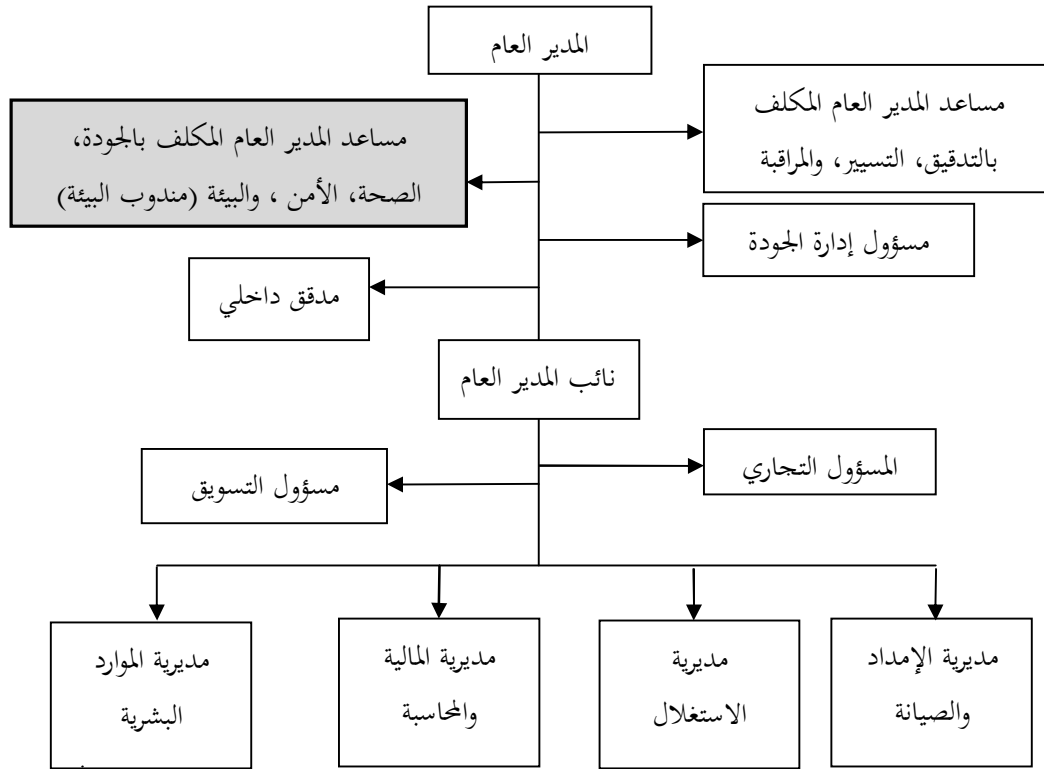 المدير العام
مساعد المدير العام المكلف
بالتدقيق، التسيير، والمراقبة
مساعد المدير العام المكلف بالجودة،
الصحة، الأمن ، والبيئة (مندوب البيئة)
مسؤول إدارة الجودة
مدقق داخلي
نائب المدير العام
المسؤول التجاري
مسؤول التسويق
مديرية الإمداد
والصيانة
مديرية
الاستغلال
مديرية المالية
والمحاسبة
مديرية الموارد
البشرية